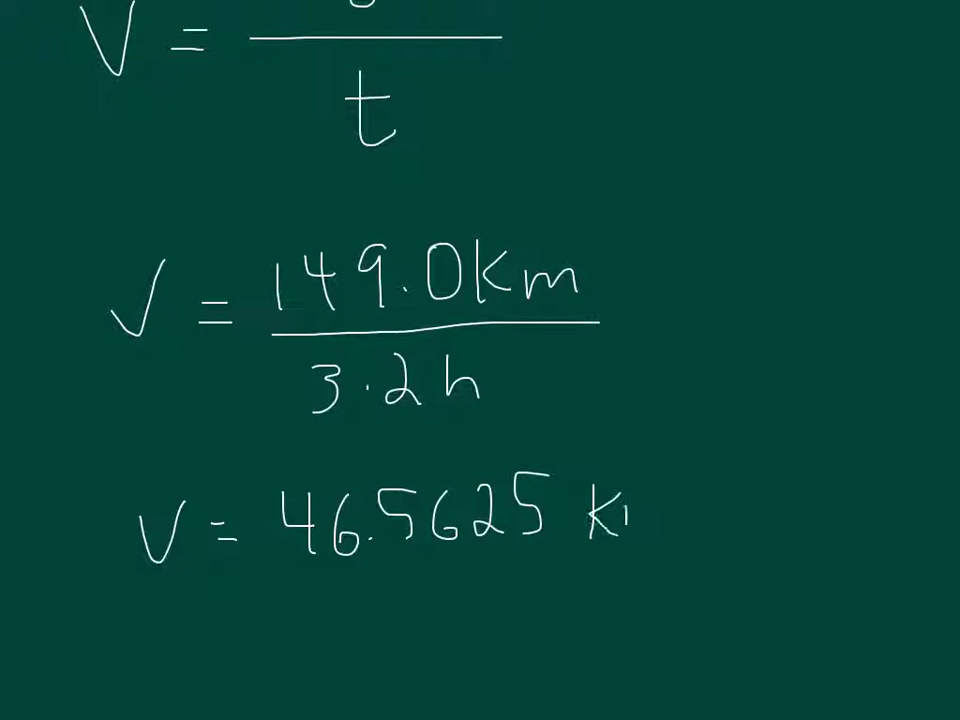 V = ― t
V = 149.0km / 3.2h
V = 46.5625 k